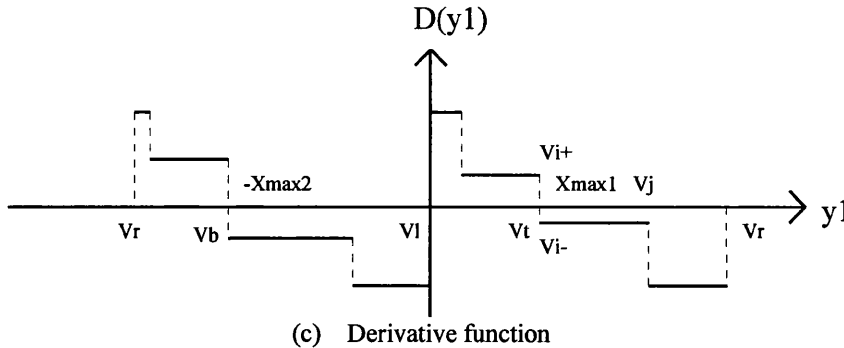 D(y1)
Vi+
-Xmax2 Xmax1 Vj
Vr Vb Vl Vt Vi- Vr y1
(c) Derivative function